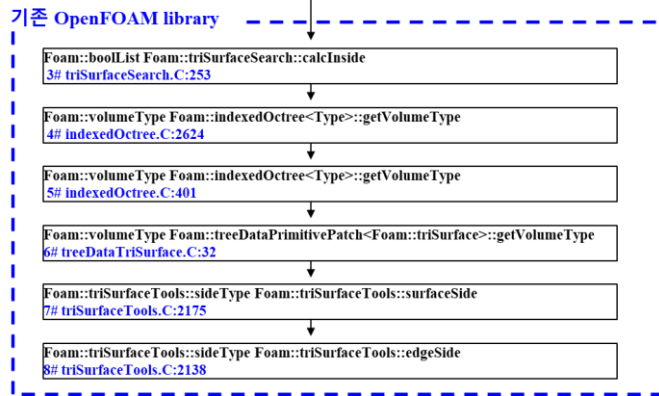 기존 OpenFOAM library
Foam::boolList Foam::triSurfaceSearch::calcInside
3# triSurfaceSearch.C:253
Foam::volumeType Foam::indexedOctree<Type>::getVolumeType
4# indexedOctree.C:2624
Foam::volumeType Foam::indexedOctree<Type>::getVolumeType
5# indexedOctree.C:401
Foam::volumeType Foam::treeDataPrimitivePatch<Foam::triSurface>::getVolumeType
6# treeDataTriSurface.C:32
Foam::triSurfaceTools::sideType Foam::triSurfaceTools::surfaceSide
7# triSurfaceTools.C:2175
Foam::triSurfaceTools::sideType Foam::triSurfaceTools::edgeSide
8# triSurfaceTools.C:2138